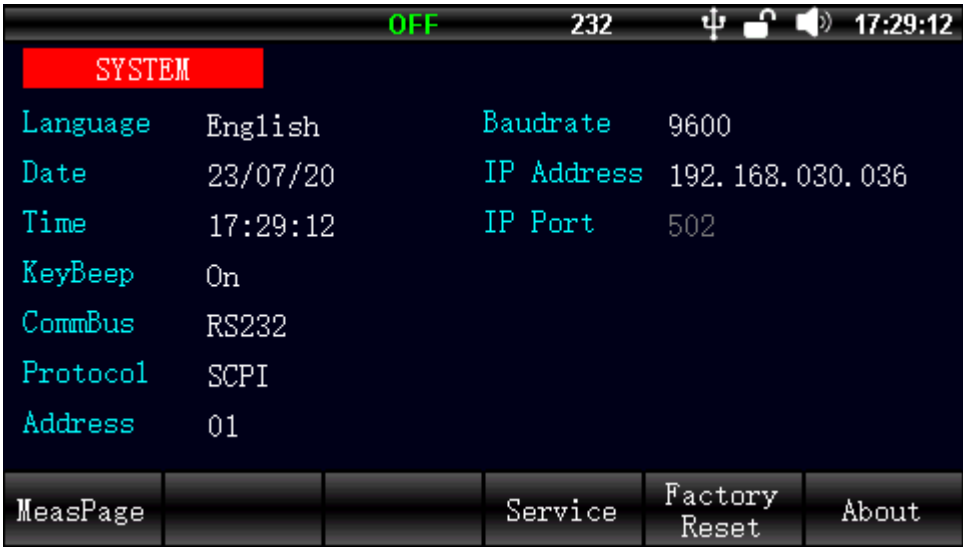 OFF 232 17:29:12
SYSTEM
Language English Baudrate 9600
Date 23/07/20 IP Address 192.168.030.036
Time 17:29:12 IP Port 502
KeyBeep On
CommBus RS232
Protocol SCPI
Address 01
MeasPage Service Factory Reset About